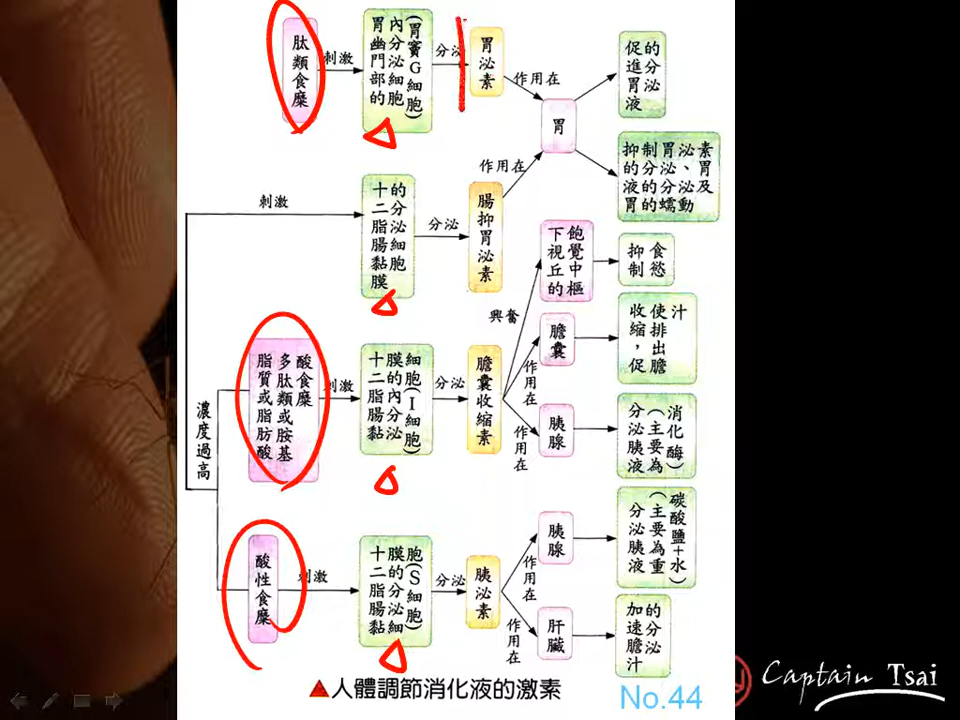 肽類食糜
刺激
胃幽門部的
內分泌細胞
(胃竇G細胞)
分泌
胃泌素
作用在
胃
促進胃液
的分泌
抑制胃泌素
的分泌、胃
液的分泌及
胃的蠕動
刺激
十二脂腸黏膜
的分泌細胞
分泌
腸抑胃泌素
作用在
濃度過高
脂質或脂肪酸
多肽類或胺基
酸食糜
刺激
十二脂腸黏
膜的內分泌
細胞(I細胞)
分泌
膽囊收縮素
興奮
下視丘的
飽覺中樞
抑制
食慾
作用在
膽囊
收縮,促
使排出膽
汁
作用在
胰腺
分泌胰液
(主要為
消化酶)
酸性食糜
刺激
十二脂腸黏
膜的分泌細
胞(S細胞)
分泌
胰泌素
作用在
胰腺
分泌胰液
(主要為重
碳酸鹽+水)
作用在
肝臟
加速膽汁
的分泌
人體調節消化液的激素
No.44
Captain Tsai